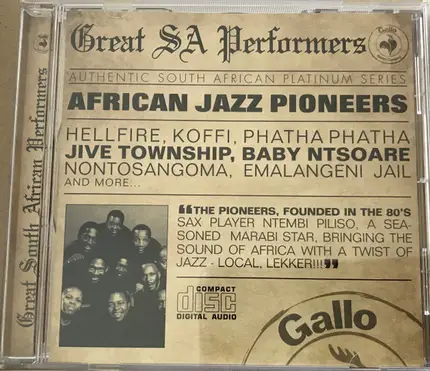 Great SA Performers
AUTHENTIC SOUTH AFRICAN PLATINUM SERIES
AFRICAN JAZZ PIONEERS
HELLFIRE, KOFFI, PHATHA PHATHA
JIVE TOWNSHIP, BABY NTSOARE
NONTOSANGOMA, EMALANGENI JAIL
AND MORE...
❝THE PIONEERS, FOUNDED IN THE 80'S
SAX PLAYER NTEMBI PILISO, A SEA-
SONED MARABI STAR, BRINGING THE
SOUND OF AFRICA WITH A TWIST OF
JAZZ - LOCAL, LEKKER!!!❞
COMPACT
disc
DIGITAL AUDIO
Gallo
Gallo
Great South African Performers